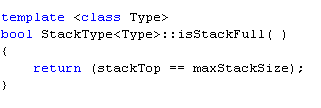 template <class Type>
bool StackType<Type>::isStackFull( )
{
    return (stackTop == maxStackSize);
}